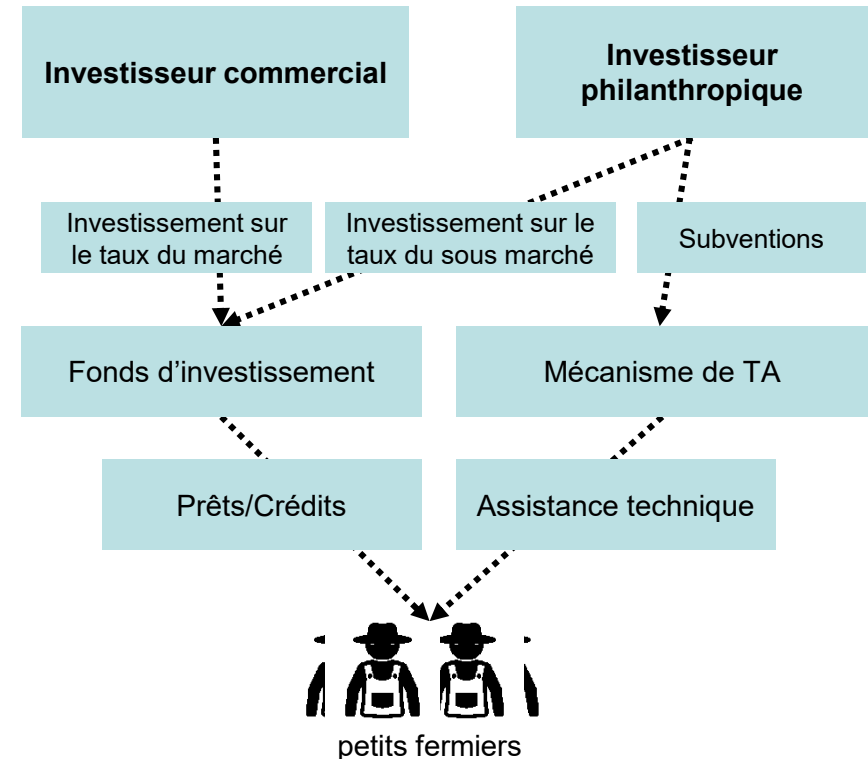 Investisseur commercial
Investisseur
philanthropique
Investissement sur
le taux du marché
Investissement sur le
taux du sous marché
Subventions
Fonds d’investissement
Mécanisme de TA
Prêts/Crédits
Assistance technique
petits fermiers